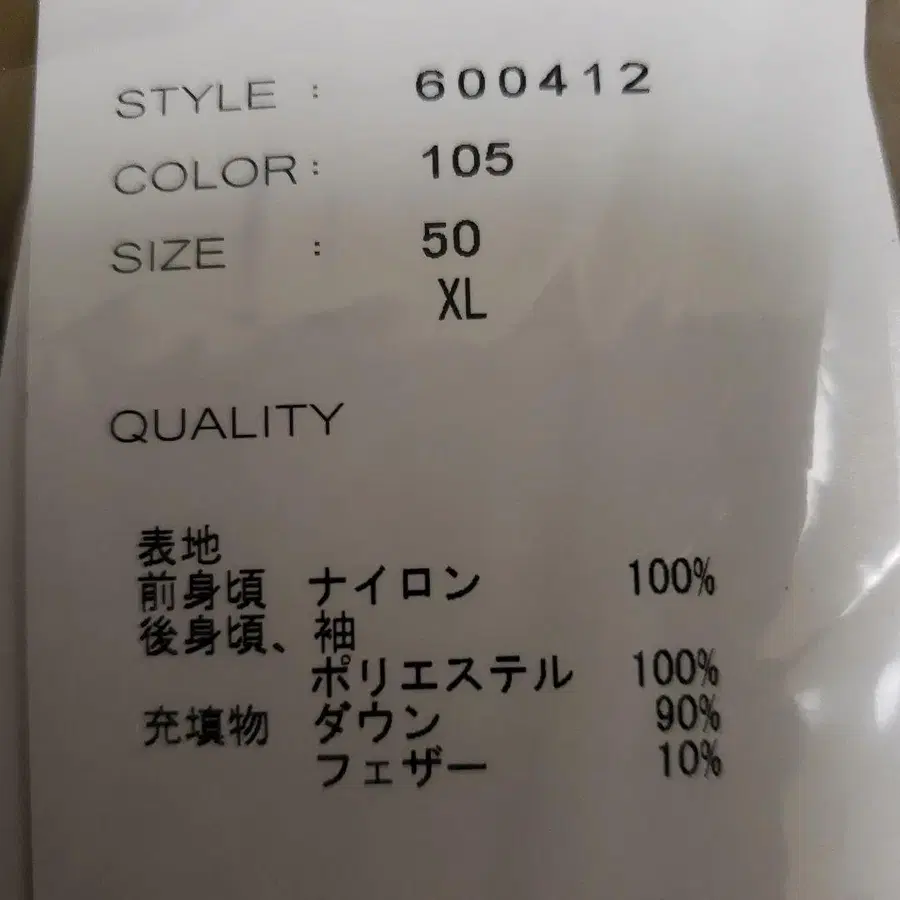 STYLE : 600412
COLOR: 105
SIZE : 50
XL
QUALITY
表地
前身頃 ナイロン 100%
後身頃、袖
ポリエステル 100%
充填物 ダウン 90%
フェザー 10%